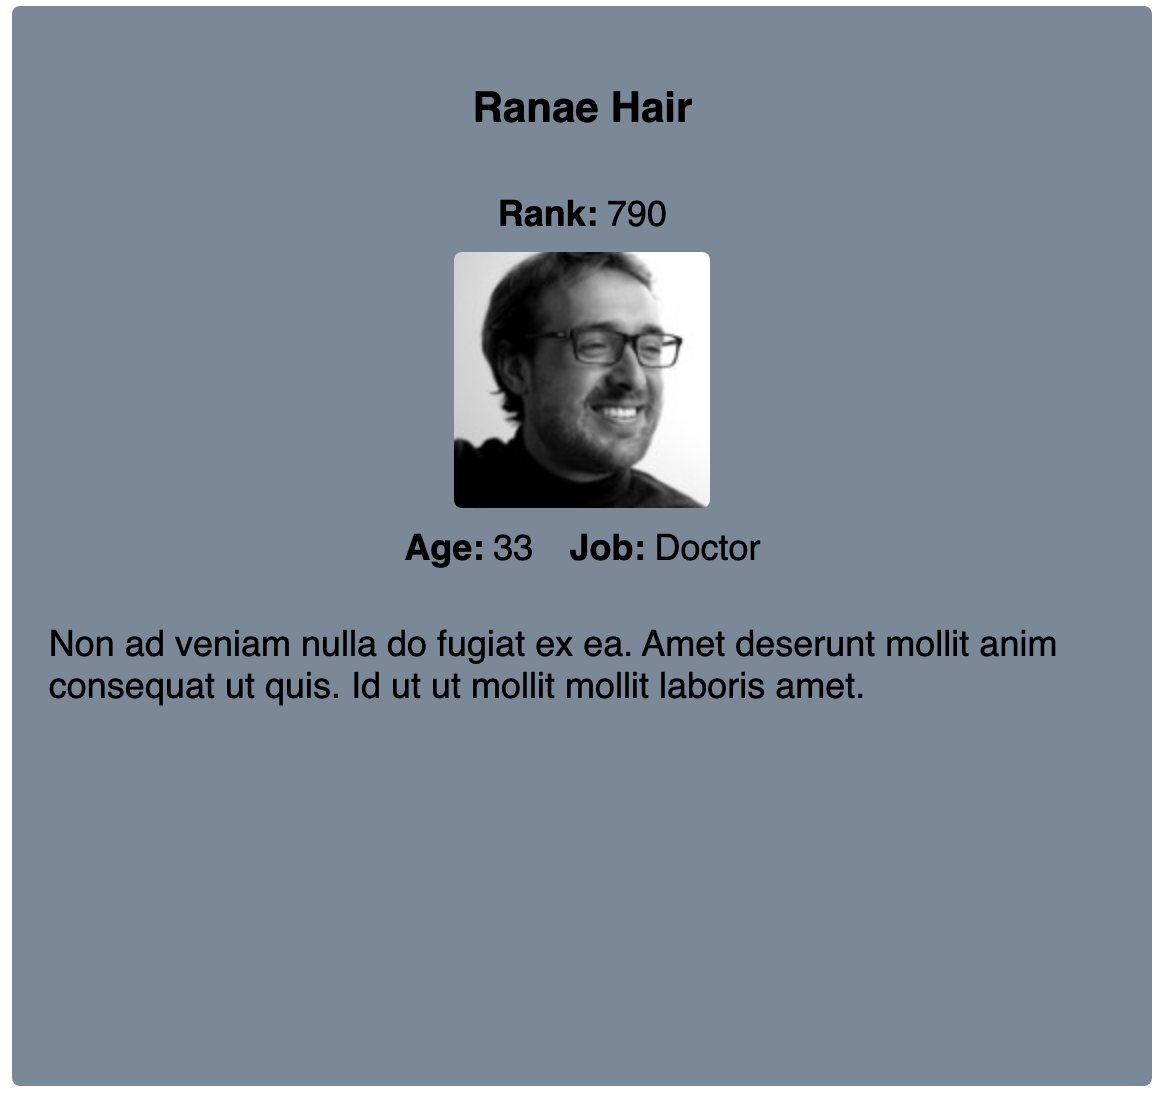 Ranae Hair
Rank: 790
Age: 33 Job: Doctor
Non ad veniam nulla do fugiat ex ea. Amet deserunt mollit anim
consequat ut quis. Id ut ut mollit mollit laboris amet.